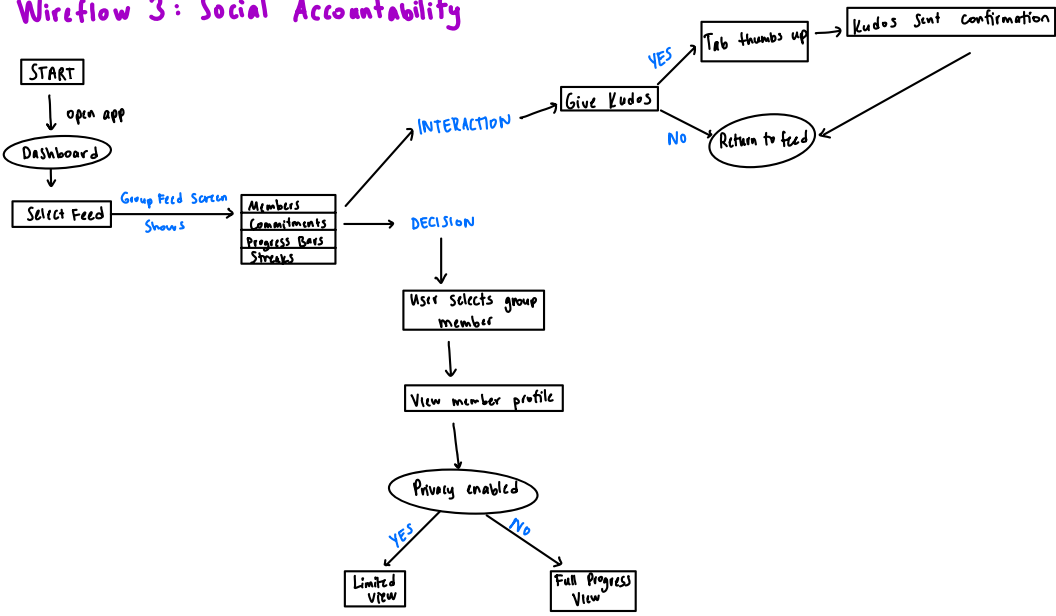 Wireflow 3: Social Accountability
START
open app
Dashboard
Select Feed
Group Feed Screen
Shows
Members
Commitments
Progress Bars
Streaks
INTERACTION
Give Kudos
YES
Tab thumbs up
Kudos Sent confirmation
NO
Return to feed
DECISION
User selects group
member
View member profile
Privacy enabled
YES
NO
Limited
View
Full Progress
View